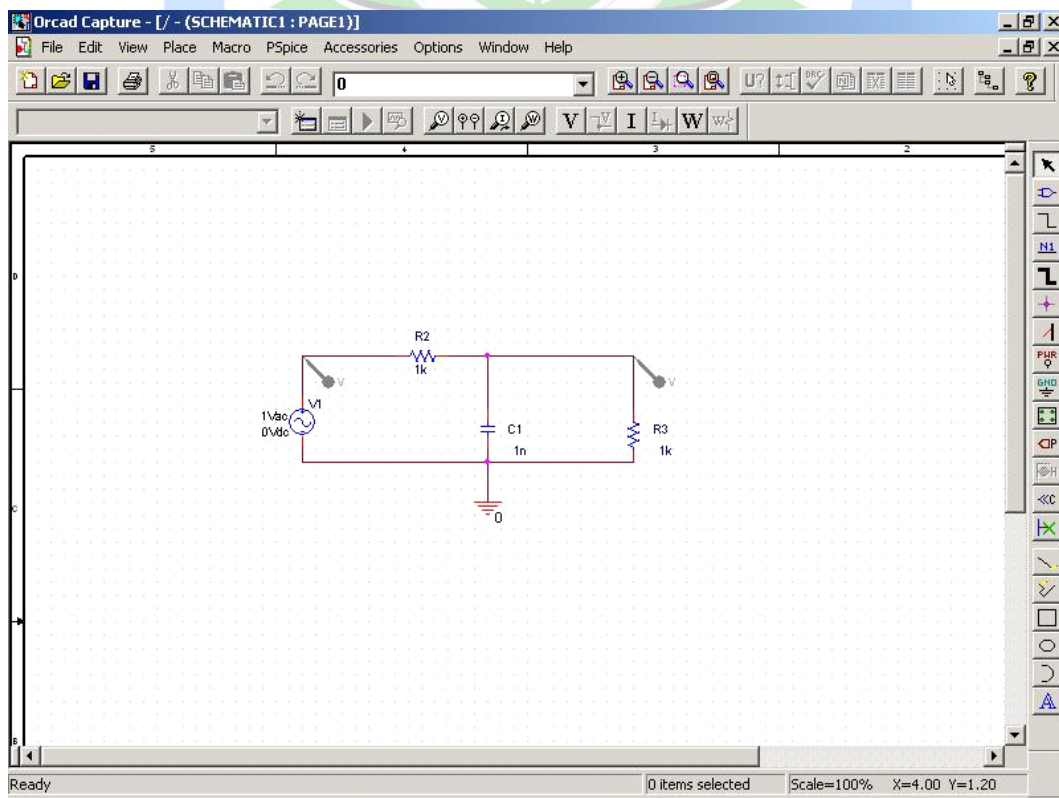 Orcad Capture - [/ - (SCHEMATIC1 : PAGE1)]
File Edit View Place Macro PSpice Accessories Options Window Help
0
U? DRC
V I W
5 4 3 2
N1
PWR
GND
D
R2
1k
V
V
V1
1Vac
0Vdc
C1
1n
R3
1k
0
C
B
A
Ready
0 items selected
Scale=100% X=4.00 Y=1.20